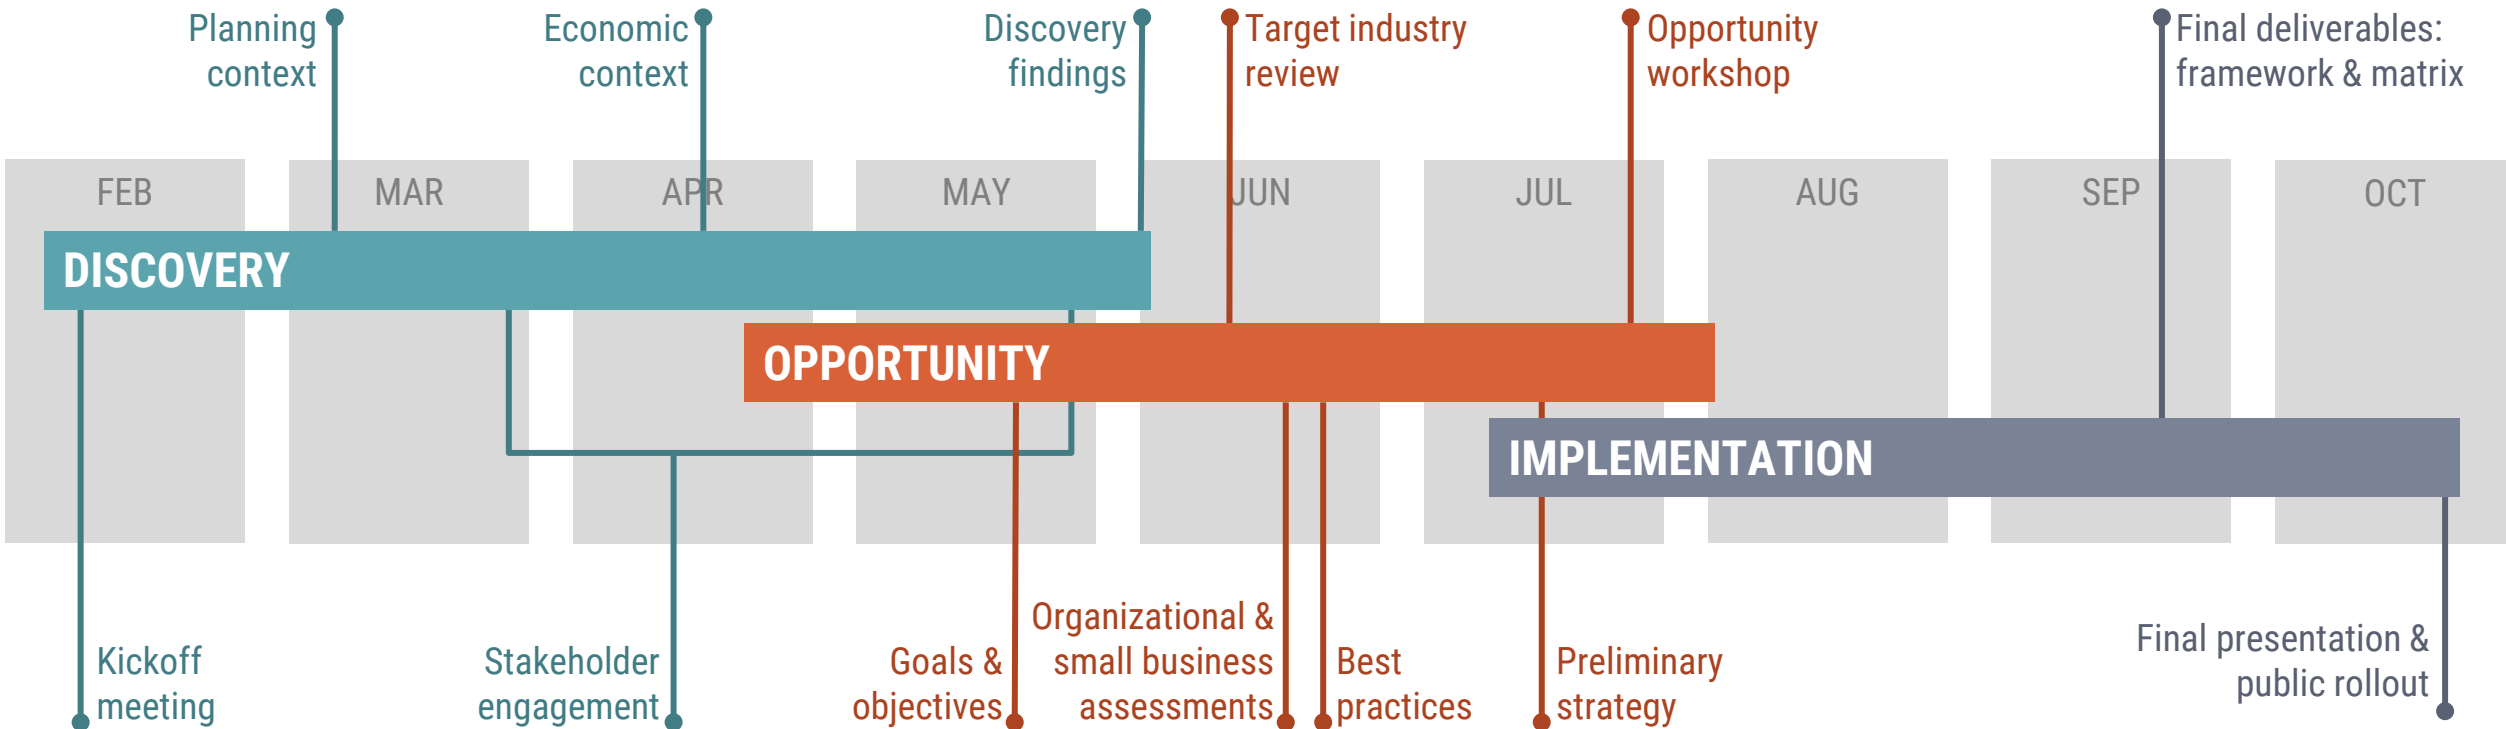 Planning
context
Economic
context
Discovery
findings
Target industry
review
Opportunity
workshop
Final deliverables:
framework & matrix
FEB
MAR
APR
MAY
JUN
JUL
AUG
SEP
OCT
DISCOVERY
OPPORTUNITY
IMPLEMENTATION
Kickoff
meeting
Stakeholder
engagement
Goals &
objectives
Organizational &
small business
assessments
Best
practices
Preliminary
strategy
Final presentation &
public rollout